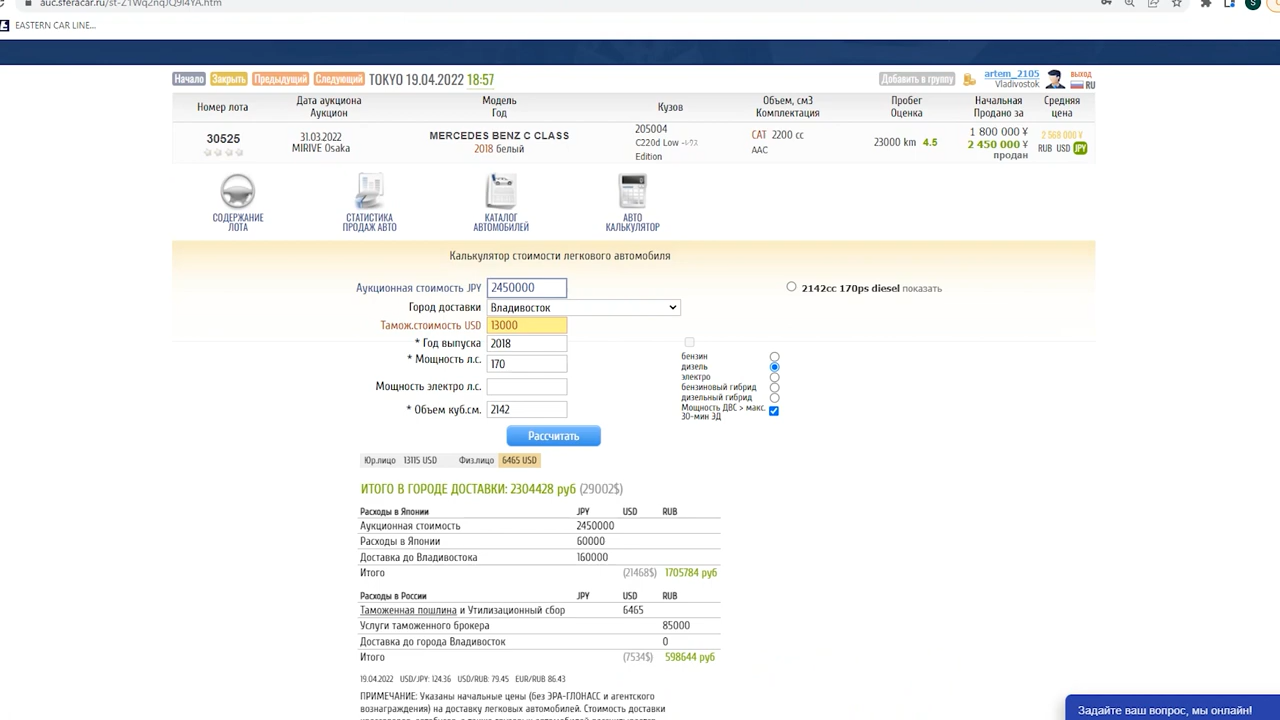 auc.sferacar.ru/st-Z1Wq2nqJQ9l4YA.htm
EASTERN CAR LINE...
Начало Закрыть Предыдущий Следующий TOKYO 19.04.2022 18:57
Добавить в группу artem_2105 Vladivostok выход RU
Номер лота Дата аукциона Аукцион Модель Год Кузов Объем, см3 Комплектация Пробег Оценка Начальная Продано за Средняя цена
30525 31.03.2022 MIRIVE Osaka MERCEDES BENZ C CLASS 2018 белый 205004 C220d Low Edition CAT 2200 cc AAC 23000 km 4.5 1 800 000 ¥ 2 450 000 ¥ продан 2 568 000 ¥ RUB USD JPY
СОДЕРЖАНИЕ ЛОТА
СТАТИСТИКА ПРОДАЖ АВТО
КАТАЛОГ АВТОМОБИЛЕЙ
АВТО КАЛЬКУЛЯТОР
Калькулятор стоимости легкового автомобиля
Аукционная стоимость JPY 2450000
2142cc 170ps diesel показать
Город доставки Владивосток
Тамож.стоимость USD 13000
* Год выпуска 2018
* Мощность л.с. 170
Мощность электро л.с.
* Объем куб.см. 2142
бензин
дизель
электро
бензиновый гибрид
дизельный гибрид
Мощность ДВС > макс.
30-мин ЭД
Рассчитать
Юр.лицо 13115 USD Физ.лицо 6465 USD
ИТОГО В ГОРОДЕ ДОСТАВКИ: 2304428 руб (29002$)
Расходы в Японии JPY USD RUB
Аукционная стоимость 2450000
Расходы в Японии 60000
Доставка до Владивостока 160000
Итого (21468$) 1705784 руб
Расходы в России JPY USD RUB
Таможенная пошлина и Утилизационный сбор 6465
Услуги таможенного брокера 85000
Доставка до города Владивосток 0
Итого (7534$) 598644 руб
19.04.2022 USD/JPY: 124.36 USD/RUB: 79.45 EUR/RUB 86.43
ПРИМЕЧАНИЕ: Указаны начальные цены (без ЭРА-ГЛОНАСС и агентского
вознаграждения) на доставку легковых автомобилей. Стоимость доставки
Задайте ваш вопрос, мы онлайн!